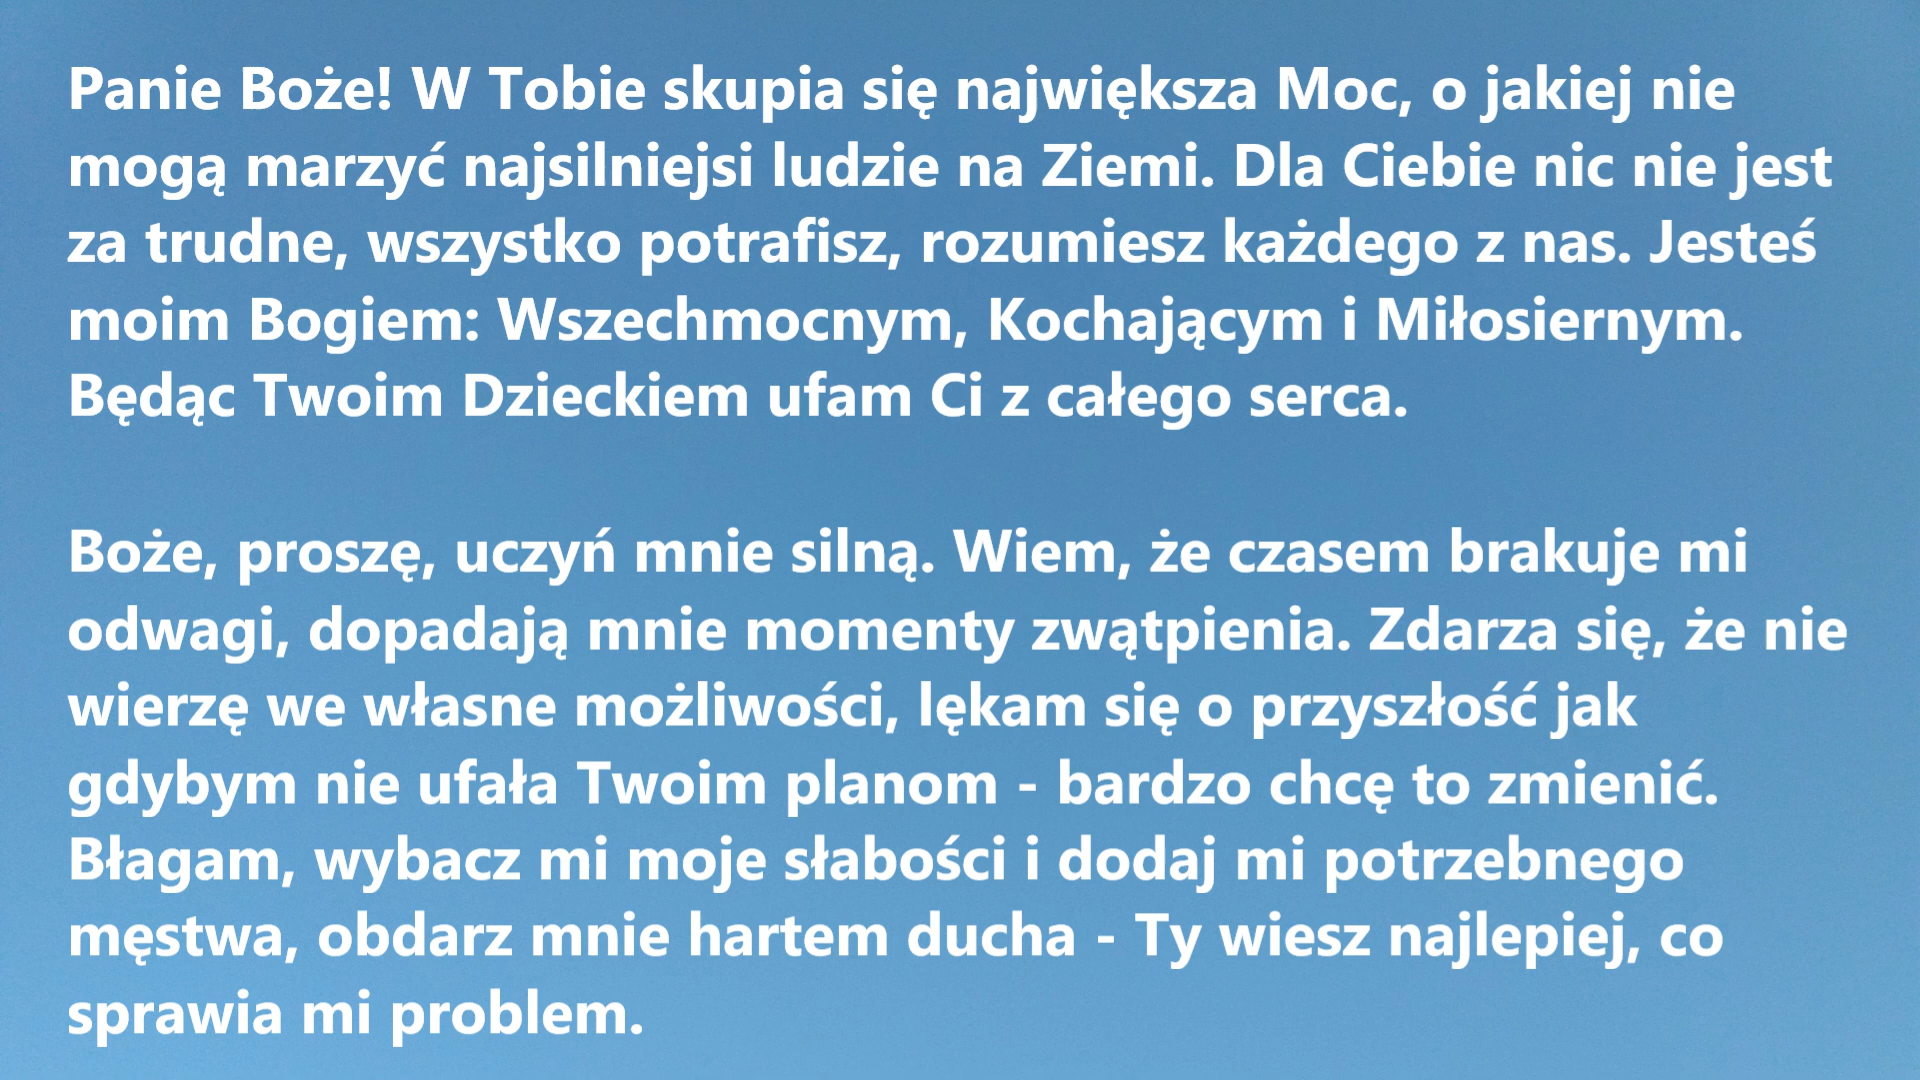 Panie Boże! W Tobie skupia się największa Moc, o jakiej nie
mogą marzyć najsilniejsi ludzie na Ziemi. Dla Ciebie nic nie jest
za trudne, wszystko potrafisz, rozumiesz każdego z nas. Jesteś
moim Bogiem: Wszechmocnym, Kochającym i Miłosiernym.
Będąc Twoim Dzieckiem ufam Ci z całego serca.

Boże, proszę, uczyń mnie silną. Wiem, że czasem brakuje mi
odwagi, dopadają mnie momenty zwątpienia. Zdarza się, że nie
wierzę we własne możliwości, lękam się o przyszłość jak
gdybym nie ufała Twoim planom - bardzo chcę to zmienić.
Błagam, wybacz mi moje słabości i dodaj mi potrzebnego
męstwa, obdarz mnie hartem ducha - Ty wiesz najlepiej, co
sprawia mi problem.